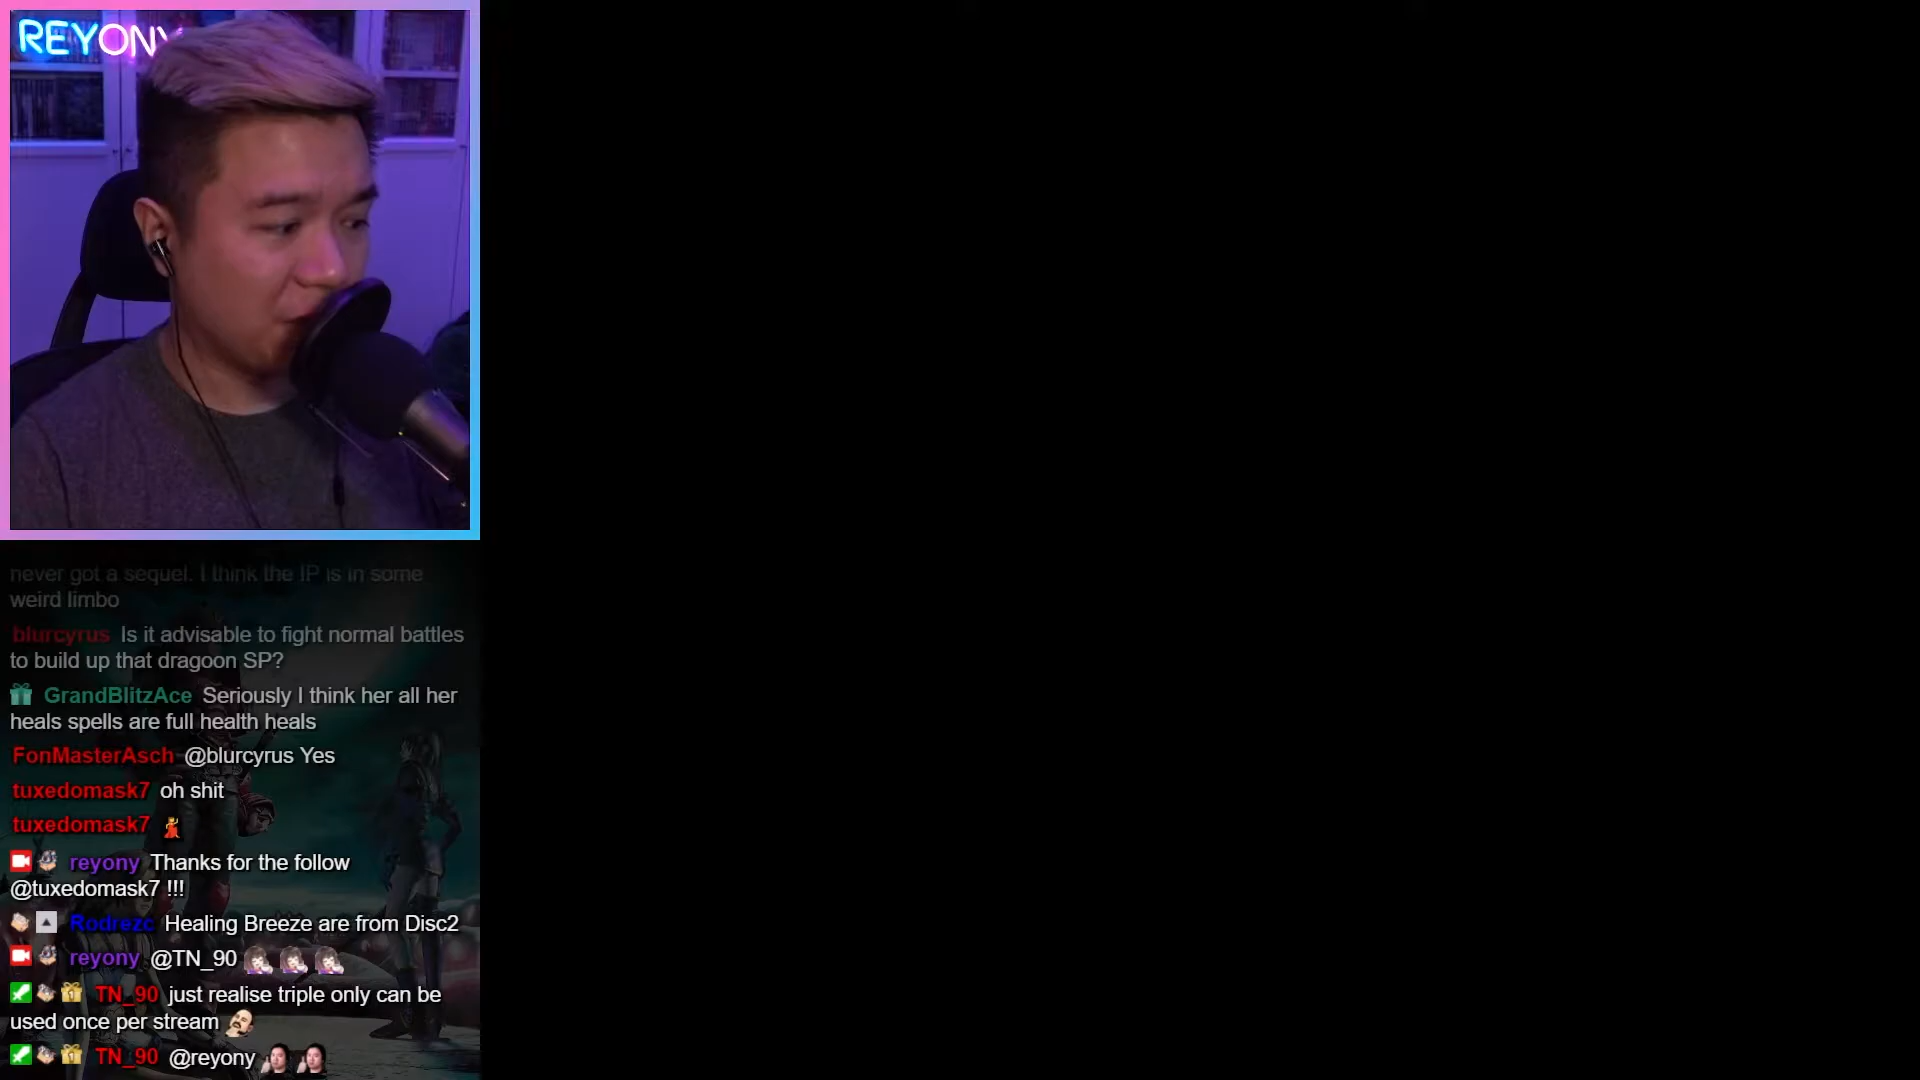 REYONY
never got a sequel. I think the IP is in some
weird limbo
blurcyrus Is it advisable to fight normal battles
to build up that dragoon SP?
GrandBlitzAce Seriously I think her all her
heals spells are full health heals
FonMasterAsch @blurcyrus Yes
tuxedomask7 oh shit
tuxedomask7
reyony Thanks for the follow
@tuxedomask7 !!!
Rodrezc Healing Breeze are from Disc2
reyony @TN_90
TN_90 just realise triple only can be
used once per stream
TN_90 @reyony